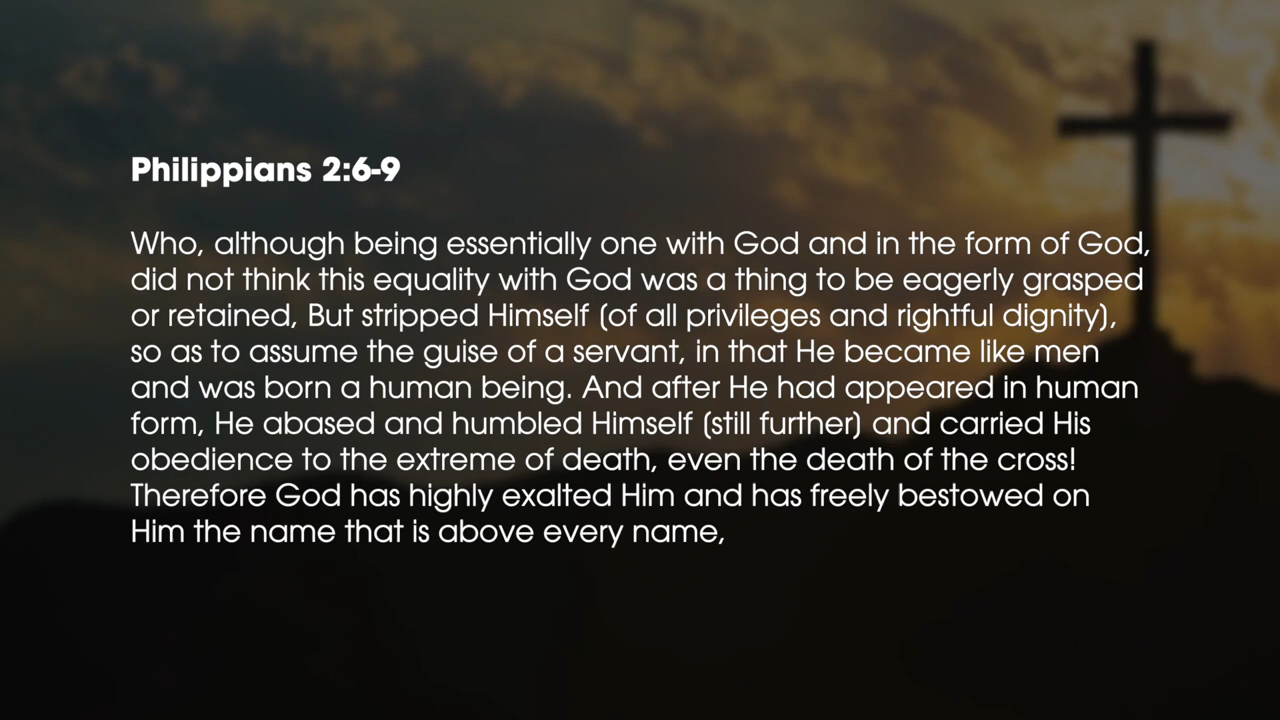 Philippians 2:6-9
Who, although being essentially one with God and in the form of God,
did not think this equality with God was a thing to be eagerly grasped
or retained, But stripped Himself (of all privileges and rightful dignity),
so as to assume the guise of a servant, in that He became like men
and was born a human being. And after He had appeared in human
form, He abased and humbled Himself (still further) and carried His
obedience to the extreme of death, even the death of the cross!
Therefore God has highly exalted Him and has freely bestowed on
Him the name that is above every name,